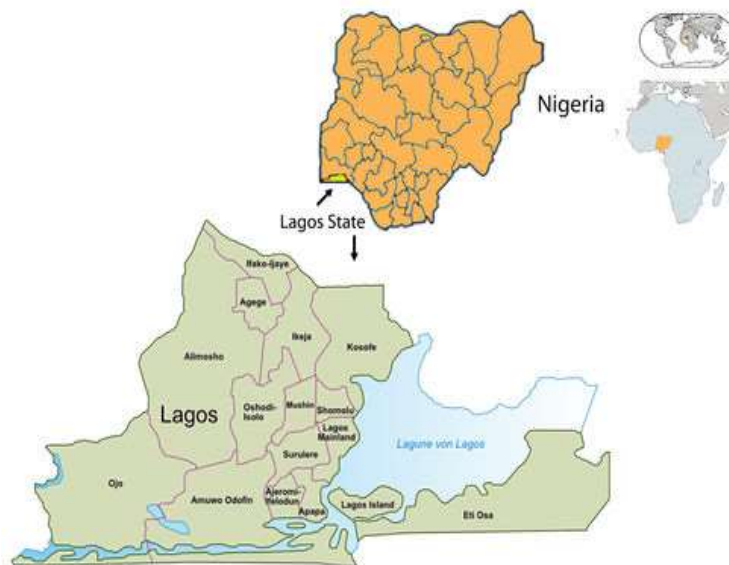 Nigeria
Lagos State
Ifako-Ijaye
Agege
Ikeja
Kosofe
Alimosho
Lagos
Oshodi-
Isolo
Mushin
Shomolu
Lagos
Mainland
Surulere
Lagune von Lagos
Ojo
Amuwo Odofin
Ajeromi-
Ifelodun
Apapa
Lagos Island
Eti Osa